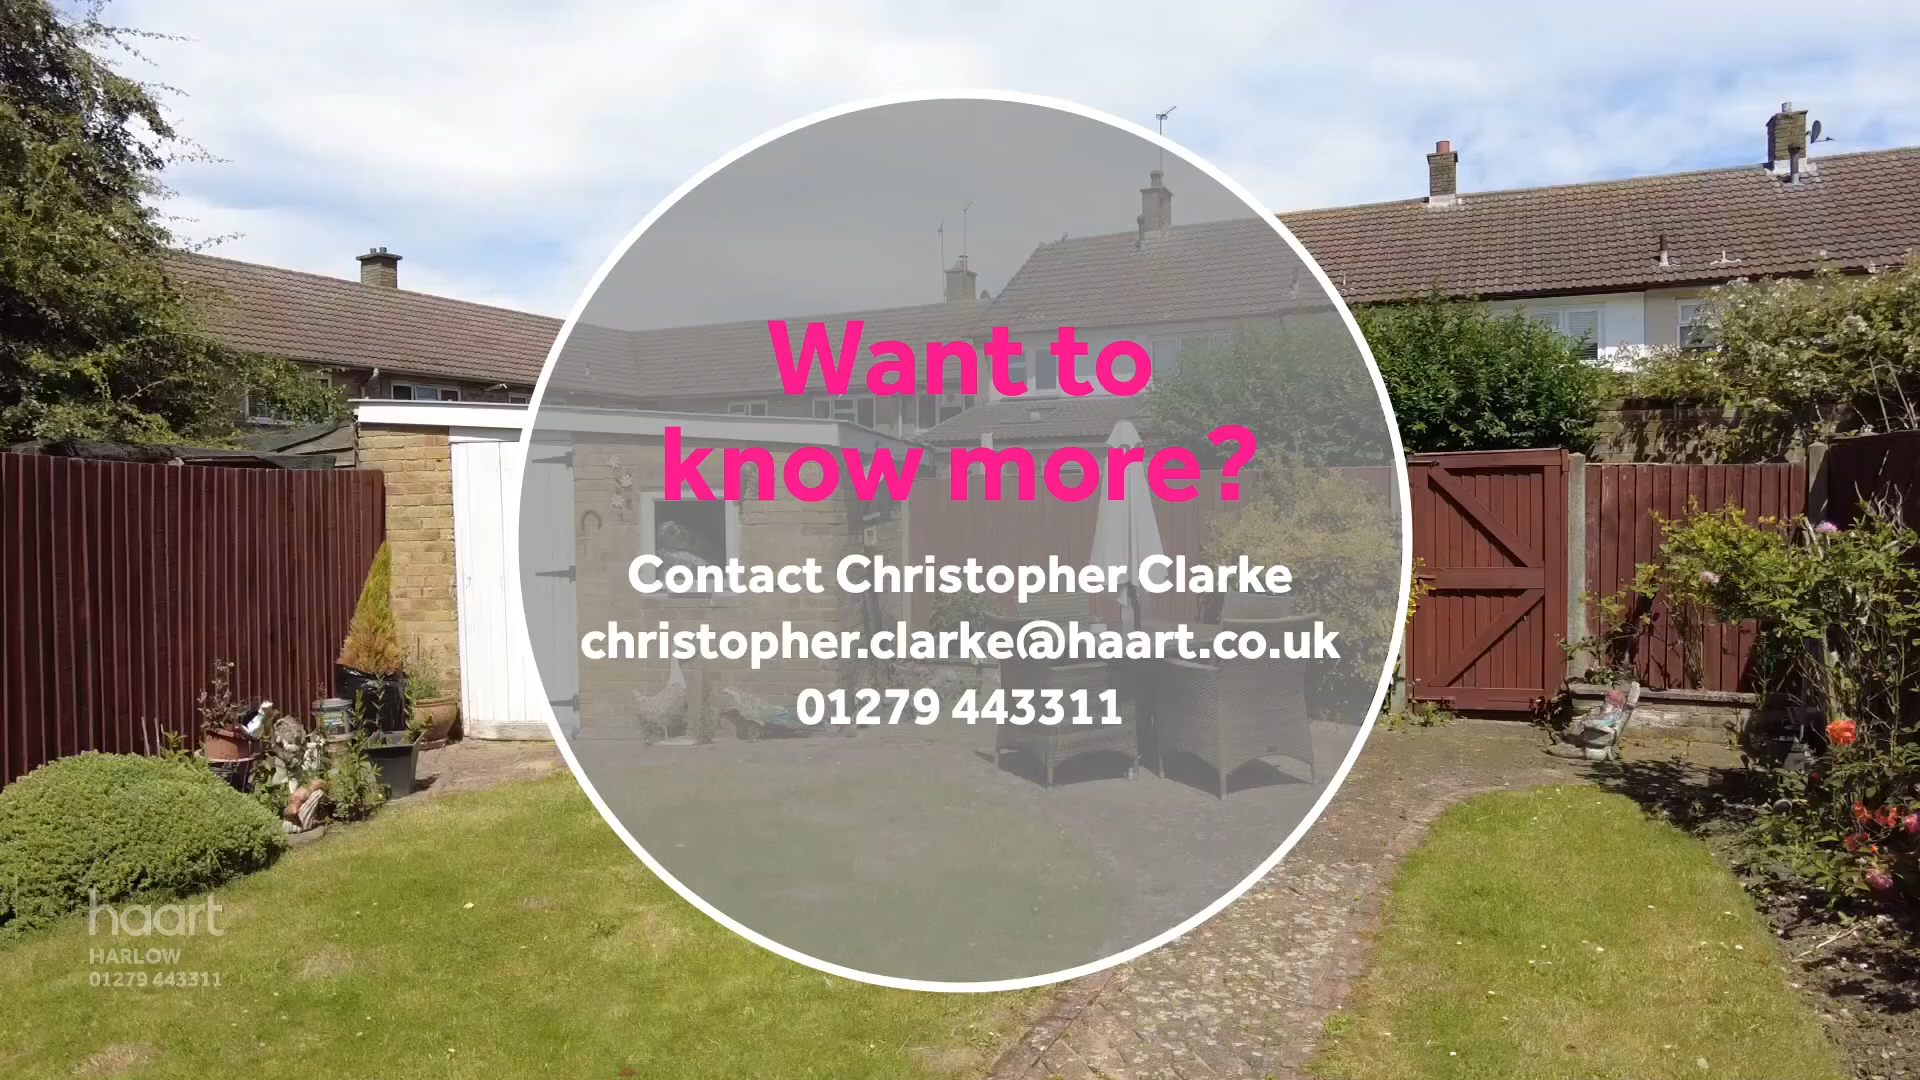 Want to
know more?
Contact Christopher Clarke
christopher.clarke@haart.co.uk
01279 443311
haart
HARLOW
01279 443311